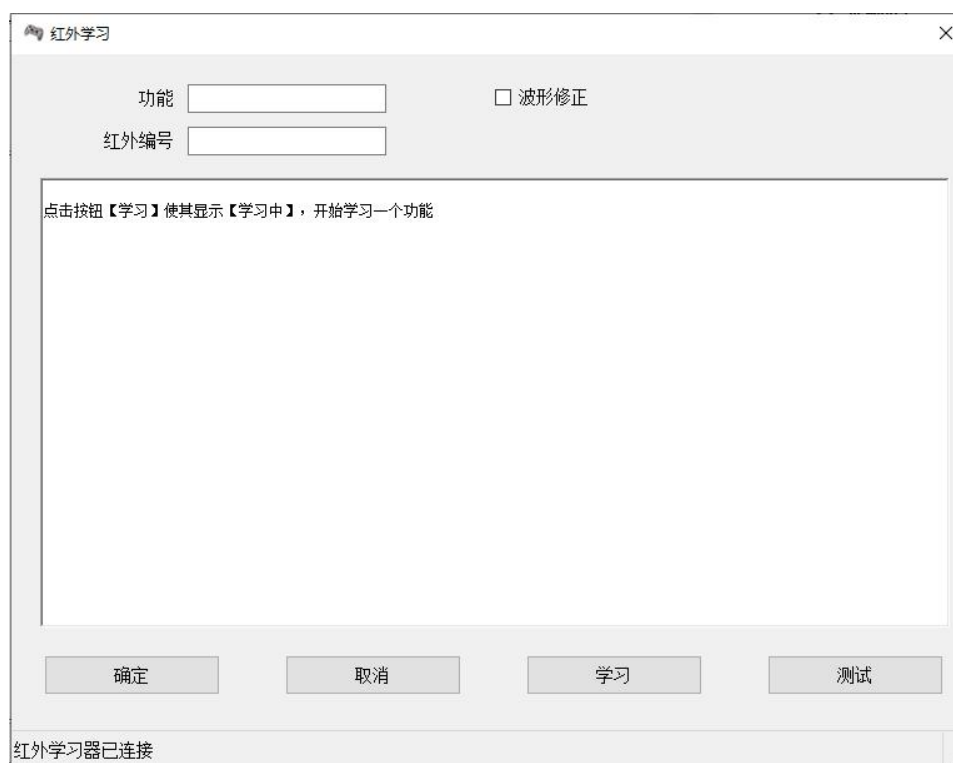 红外学习
功能
波形修正
红外编号
点击按钮【学习】使其显示【学习中】，开始学习一个功能
确定 取消 学习 测试
红外学习器已连接